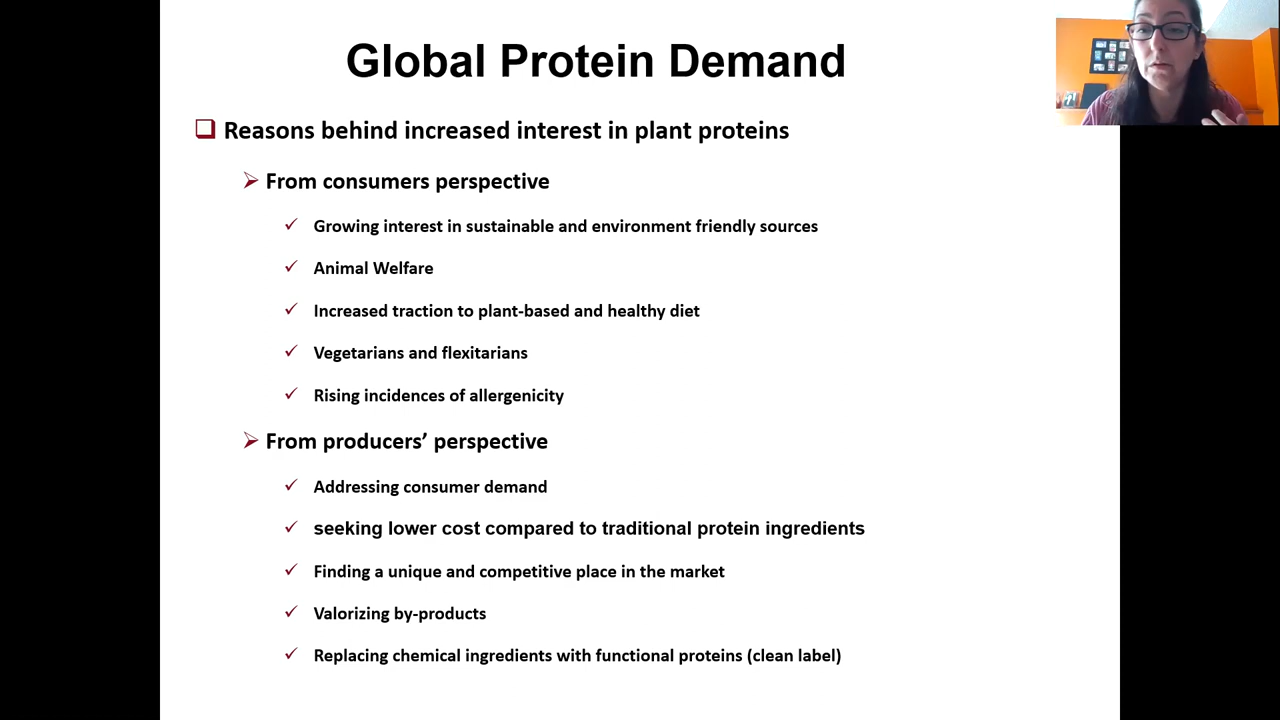 Global Protein Demand
Reasons behind increased interest in plant proteins
From consumers perspective
Growing interest in sustainable and environment friendly sources
Animal Welfare
Increased traction to plant-based and healthy diet
Vegetarians and flexitarians
Rising incidences of allergenicity
From producers’ perspective
Addressing consumer demand
seeking lower cost compared to traditional protein ingredients
Finding a unique and competitive place in the market
Valorizing by-products
Replacing chemical ingredients with functional proteins (clean label)